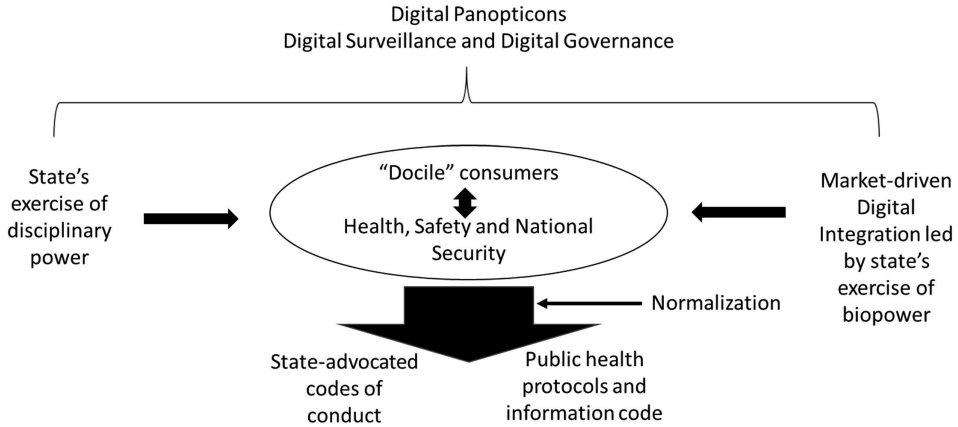 Digital Panopticons
Digital Surveillance and Digital Governance
State’s
exercise of
disciplinary
power
“Docile” consumers
Health, Safety and National
Security
Market-driven
Digital
Integration led
by state’s
exercise of
biopower
Normalization
State-advocated
codes of
conduct
Public health
protocols and
information code